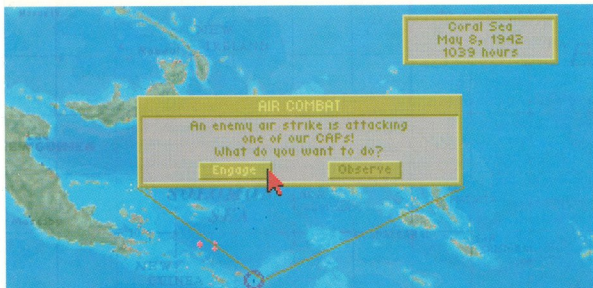 Coral Sea
May 8, 1942
1039 hours
AIR COMBAT
An enemy air strike is attacking
one of our CAPs!
What do you want to do?
Engage
Observe